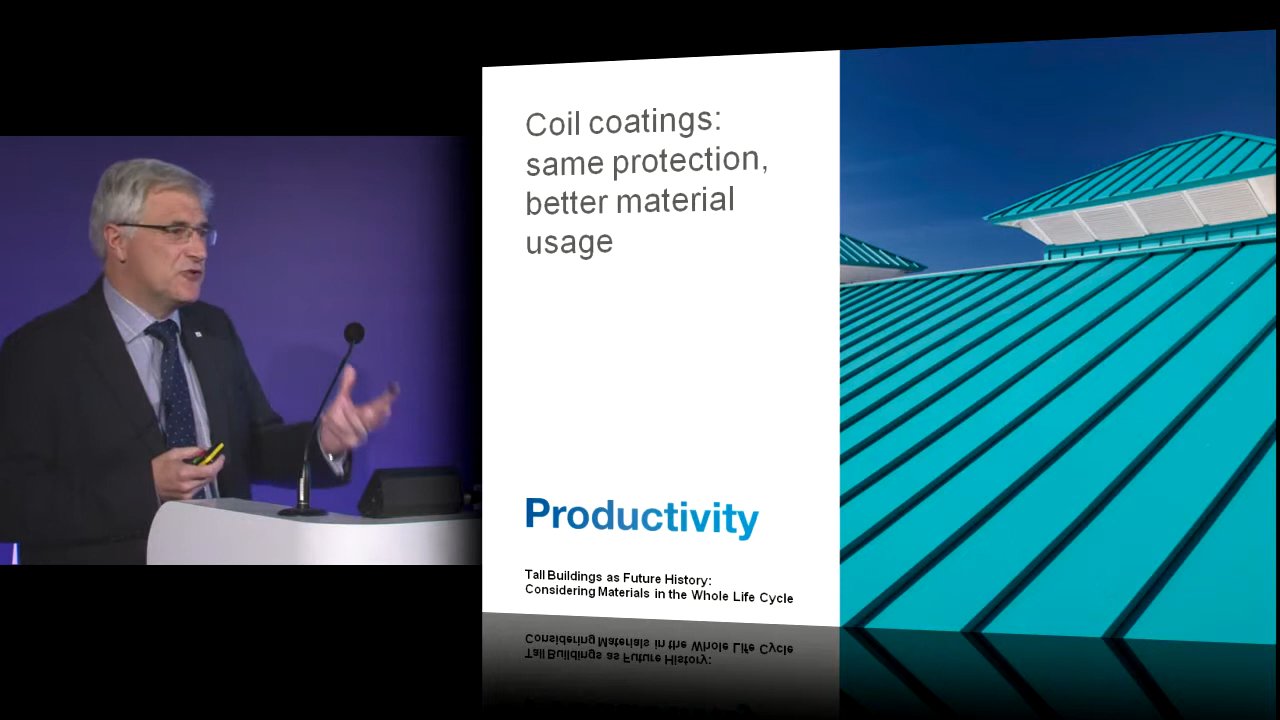 Coil coatings:
same protection,
better material
usage
Productivity
Tall Buildings as Future History:
Considering Materials in the Whole Life Cycle